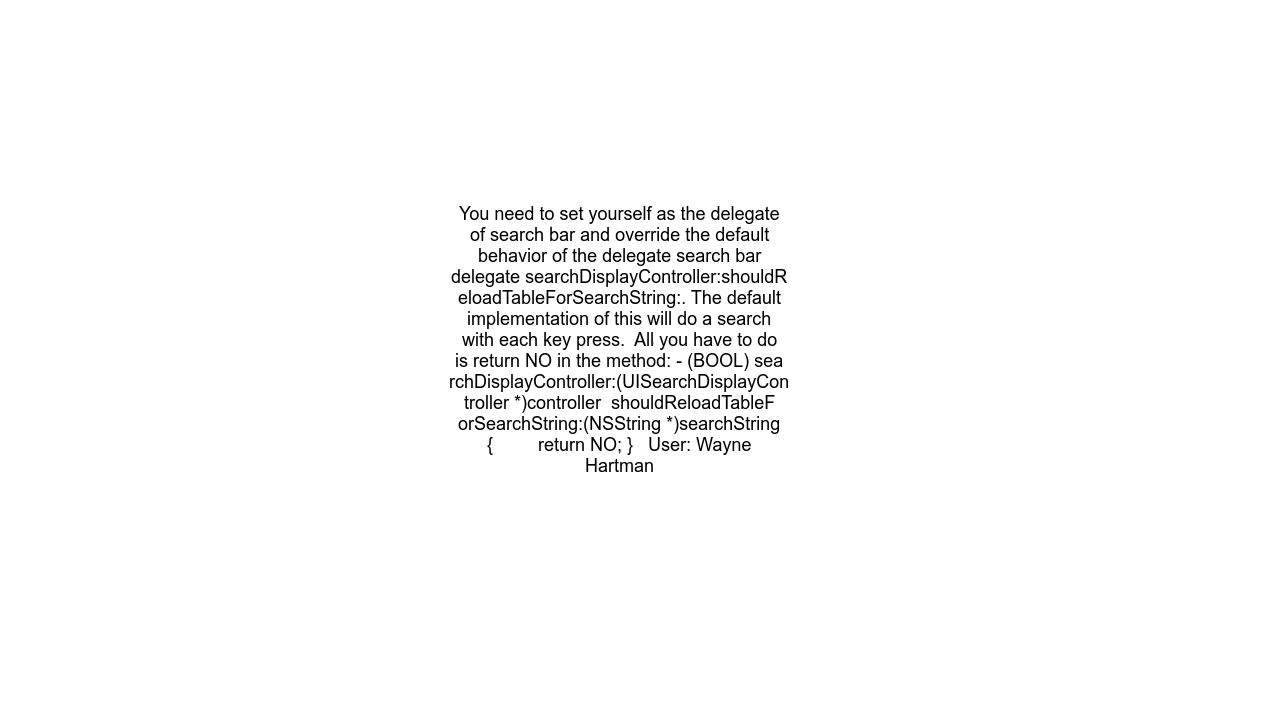 You need to set yourself as the delegate
of search bar and override the default
behavior of the delegate search bar
delegate searchDisplayController:shouldR
eloadTableForSearchString:. The default
implementation of this will do a search
with each key press.  All you have to do
is return NO in the method: - (BOOL) sea
rchDisplayController:(UISearchDisplayCon
troller *)controller  shouldReloadTableF
orSearchString:(NSString *)searchString
{         return NO; }   User: Wayne
Hartman